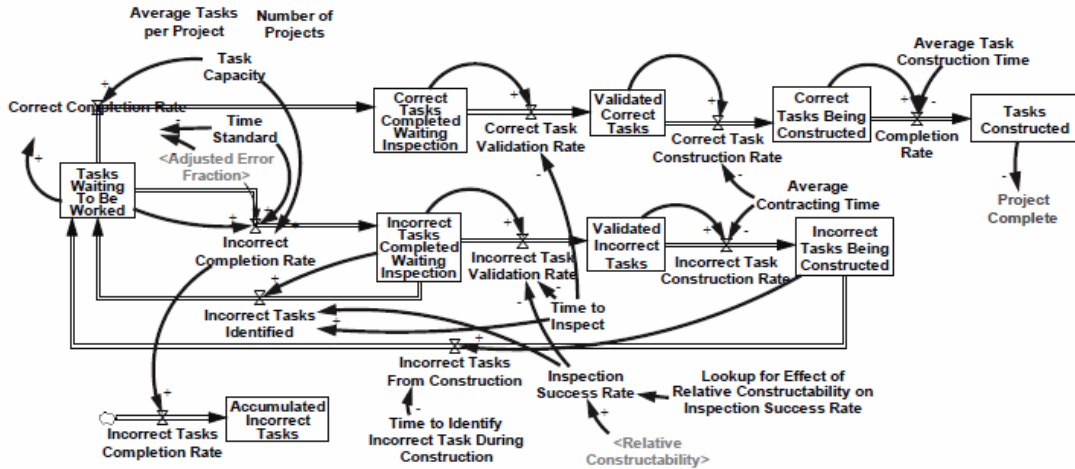 Average Tasks
per Project
Number of
Projects
Task
Capacity
Correct Completion Rate
Time
Standard
<Adjusted Error
Fraction>
Tasks
Waiting
To Be
Worked
Incorrect
Completion Rate
Correct
Tasks
Completed
Waiting
Inspection
Correct Task
Validation Rate
Validated
Correct Tasks
Correct Task
Construction Rate
Correct Tasks
Being
Constructed
Average Task
Construction Time
Completion
Rate
Tasks
Constructed
Project
Complete
Average
Contracting Time
Incorrect
Tasks
Completed
Waiting
Inspection
Incorrect Task
Validation Rate
Validated
Incorrect
Tasks
Incorrect Task
Construction Rate
Incorrect
Tasks Being
Constructed
Incorrect Tasks
Identified
Time to
Inspect
Incorrect Tasks
From Construction
Inspection
Success Rate
Lookup for Effect of
Relative Constructability on
Inspection Success Rate
Time to Identify
Incorrect Task During
Construction
<Relative
Constructability>
Incorrect Tasks
Completion Rate
Accumulated
Incorrect
Tasks